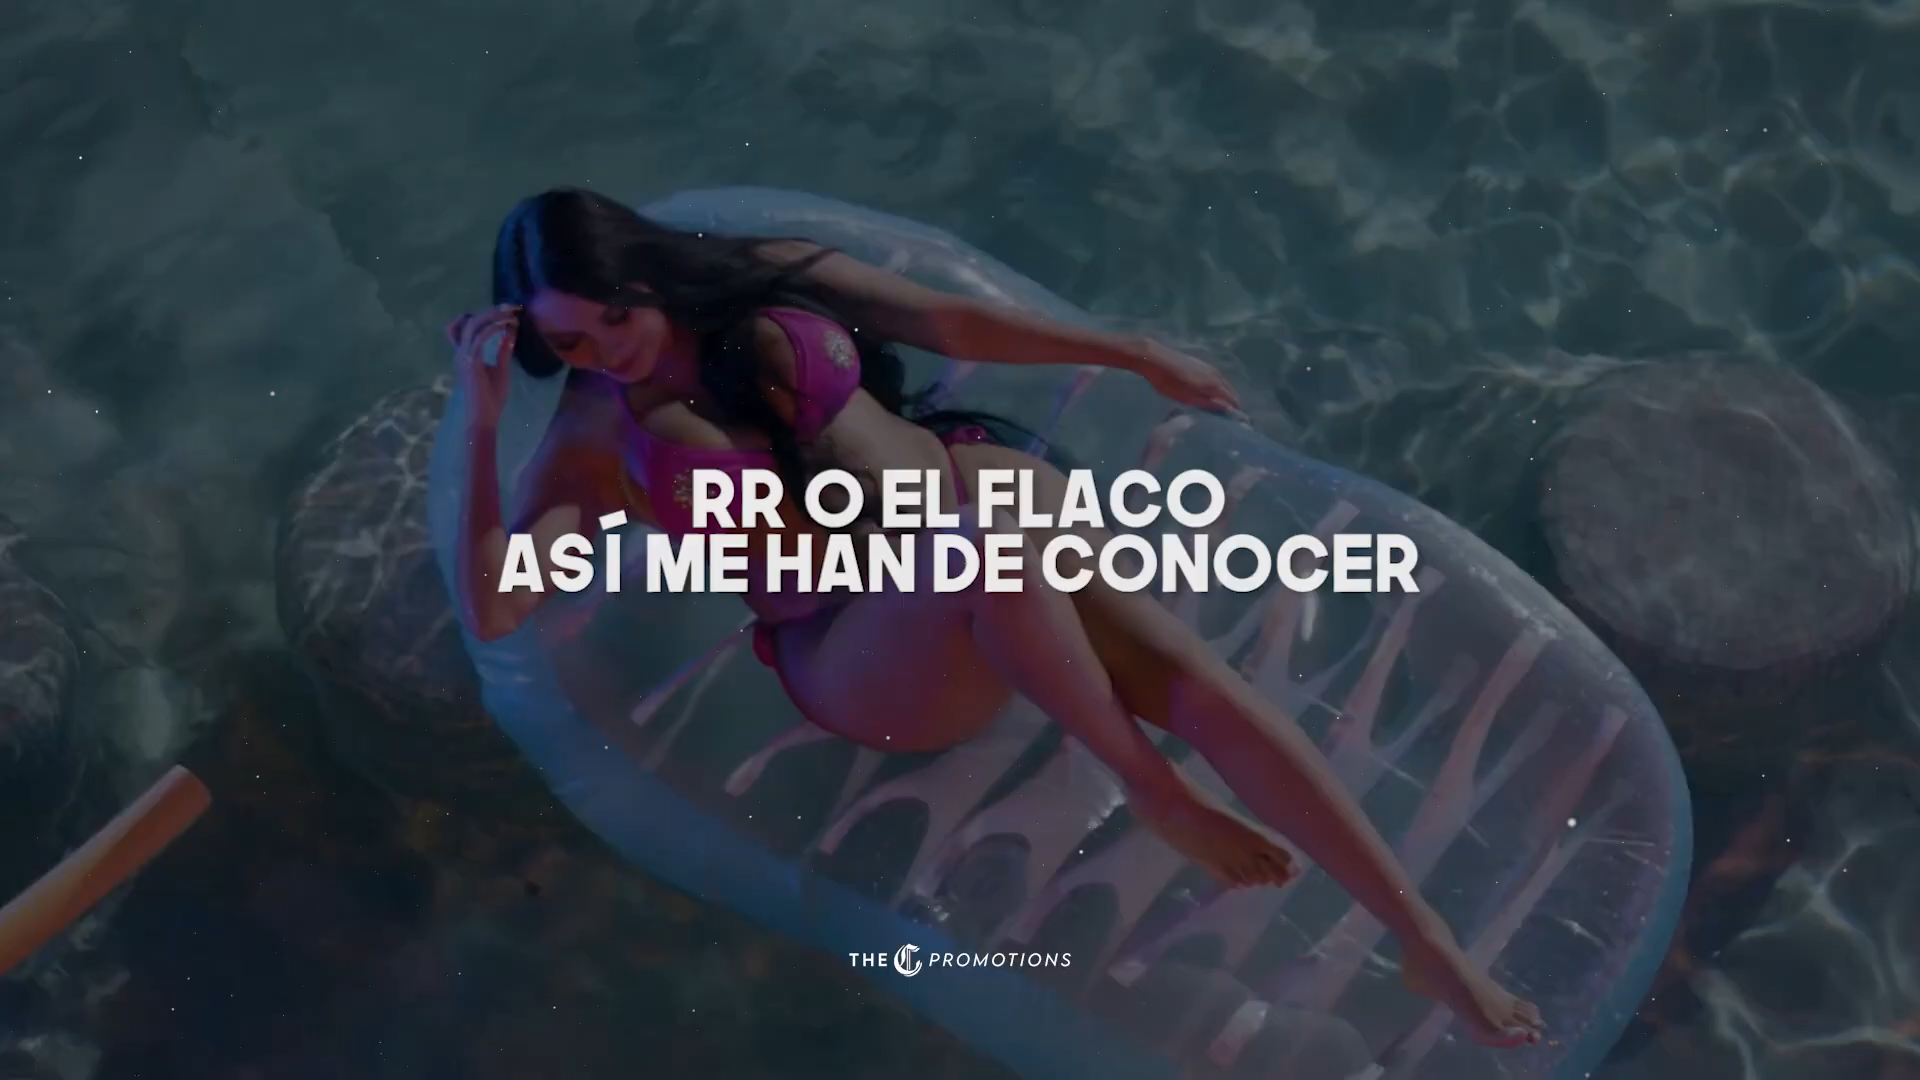 RR O EL FLACO
ASÍ ME HAN DE CONOCER
THE C PROMOTIONS